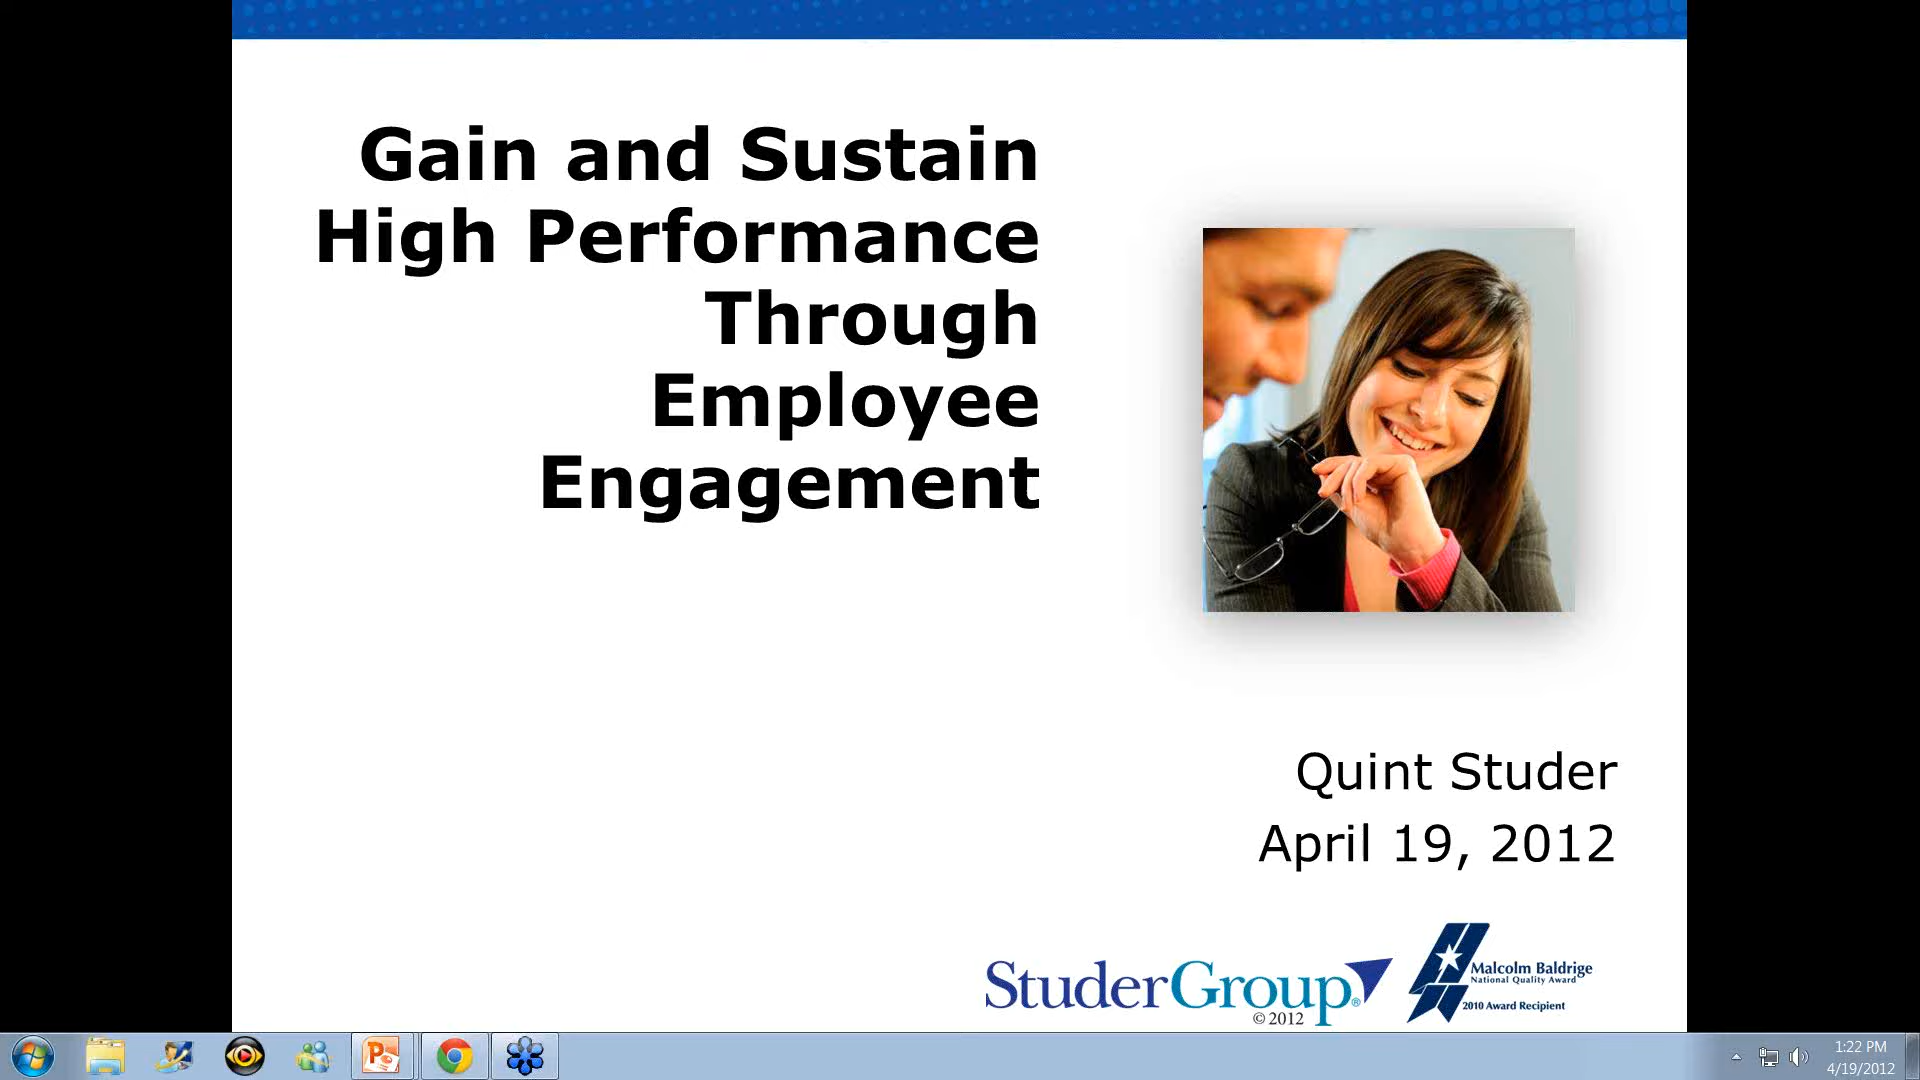 Gain and Sustain
High Performance
Through
Employee
Engagement
Quint Studer
April 19, 2012
StuderGroup®
© 2012
Malcolm Baldrige
National Quality Award
2010 Award Recipient
1:22 PM
4/19/2012